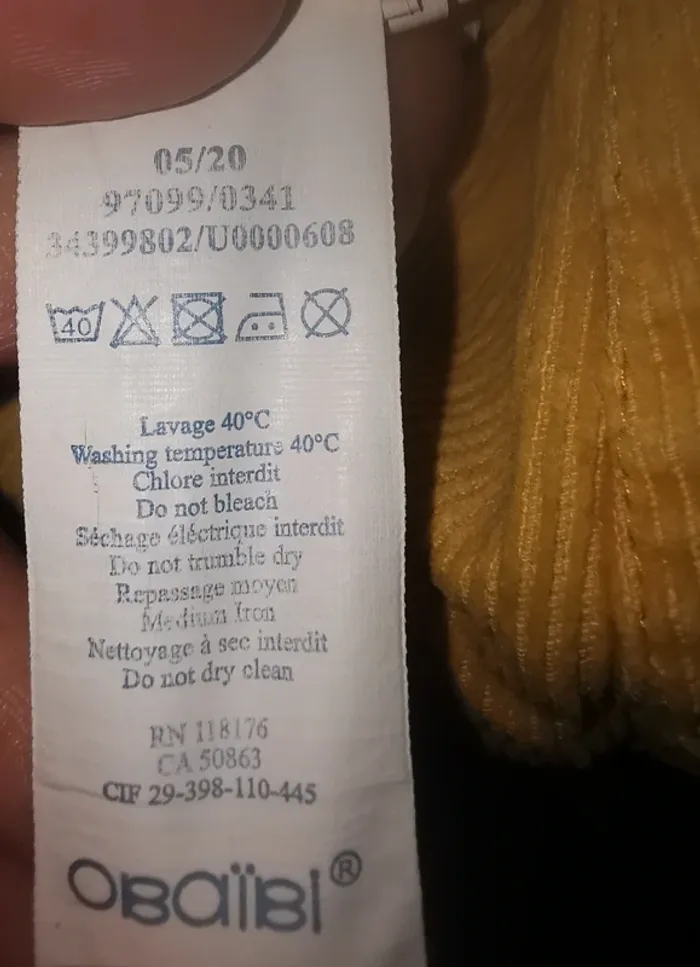 05/20
97099/0341
34399802/U0000608
40
Lavage 40°C
Washing temperature 40°C
Chlore interdit
Do not bleach
Séchage éléctrique interdit
Do not trumble dry
Repassage moyen
Medium Iron
Nettoyage à sec interdit
Do not dry clean
RN 118176
CA 50863
CIF 29-398-110-445
OBAÏBI®